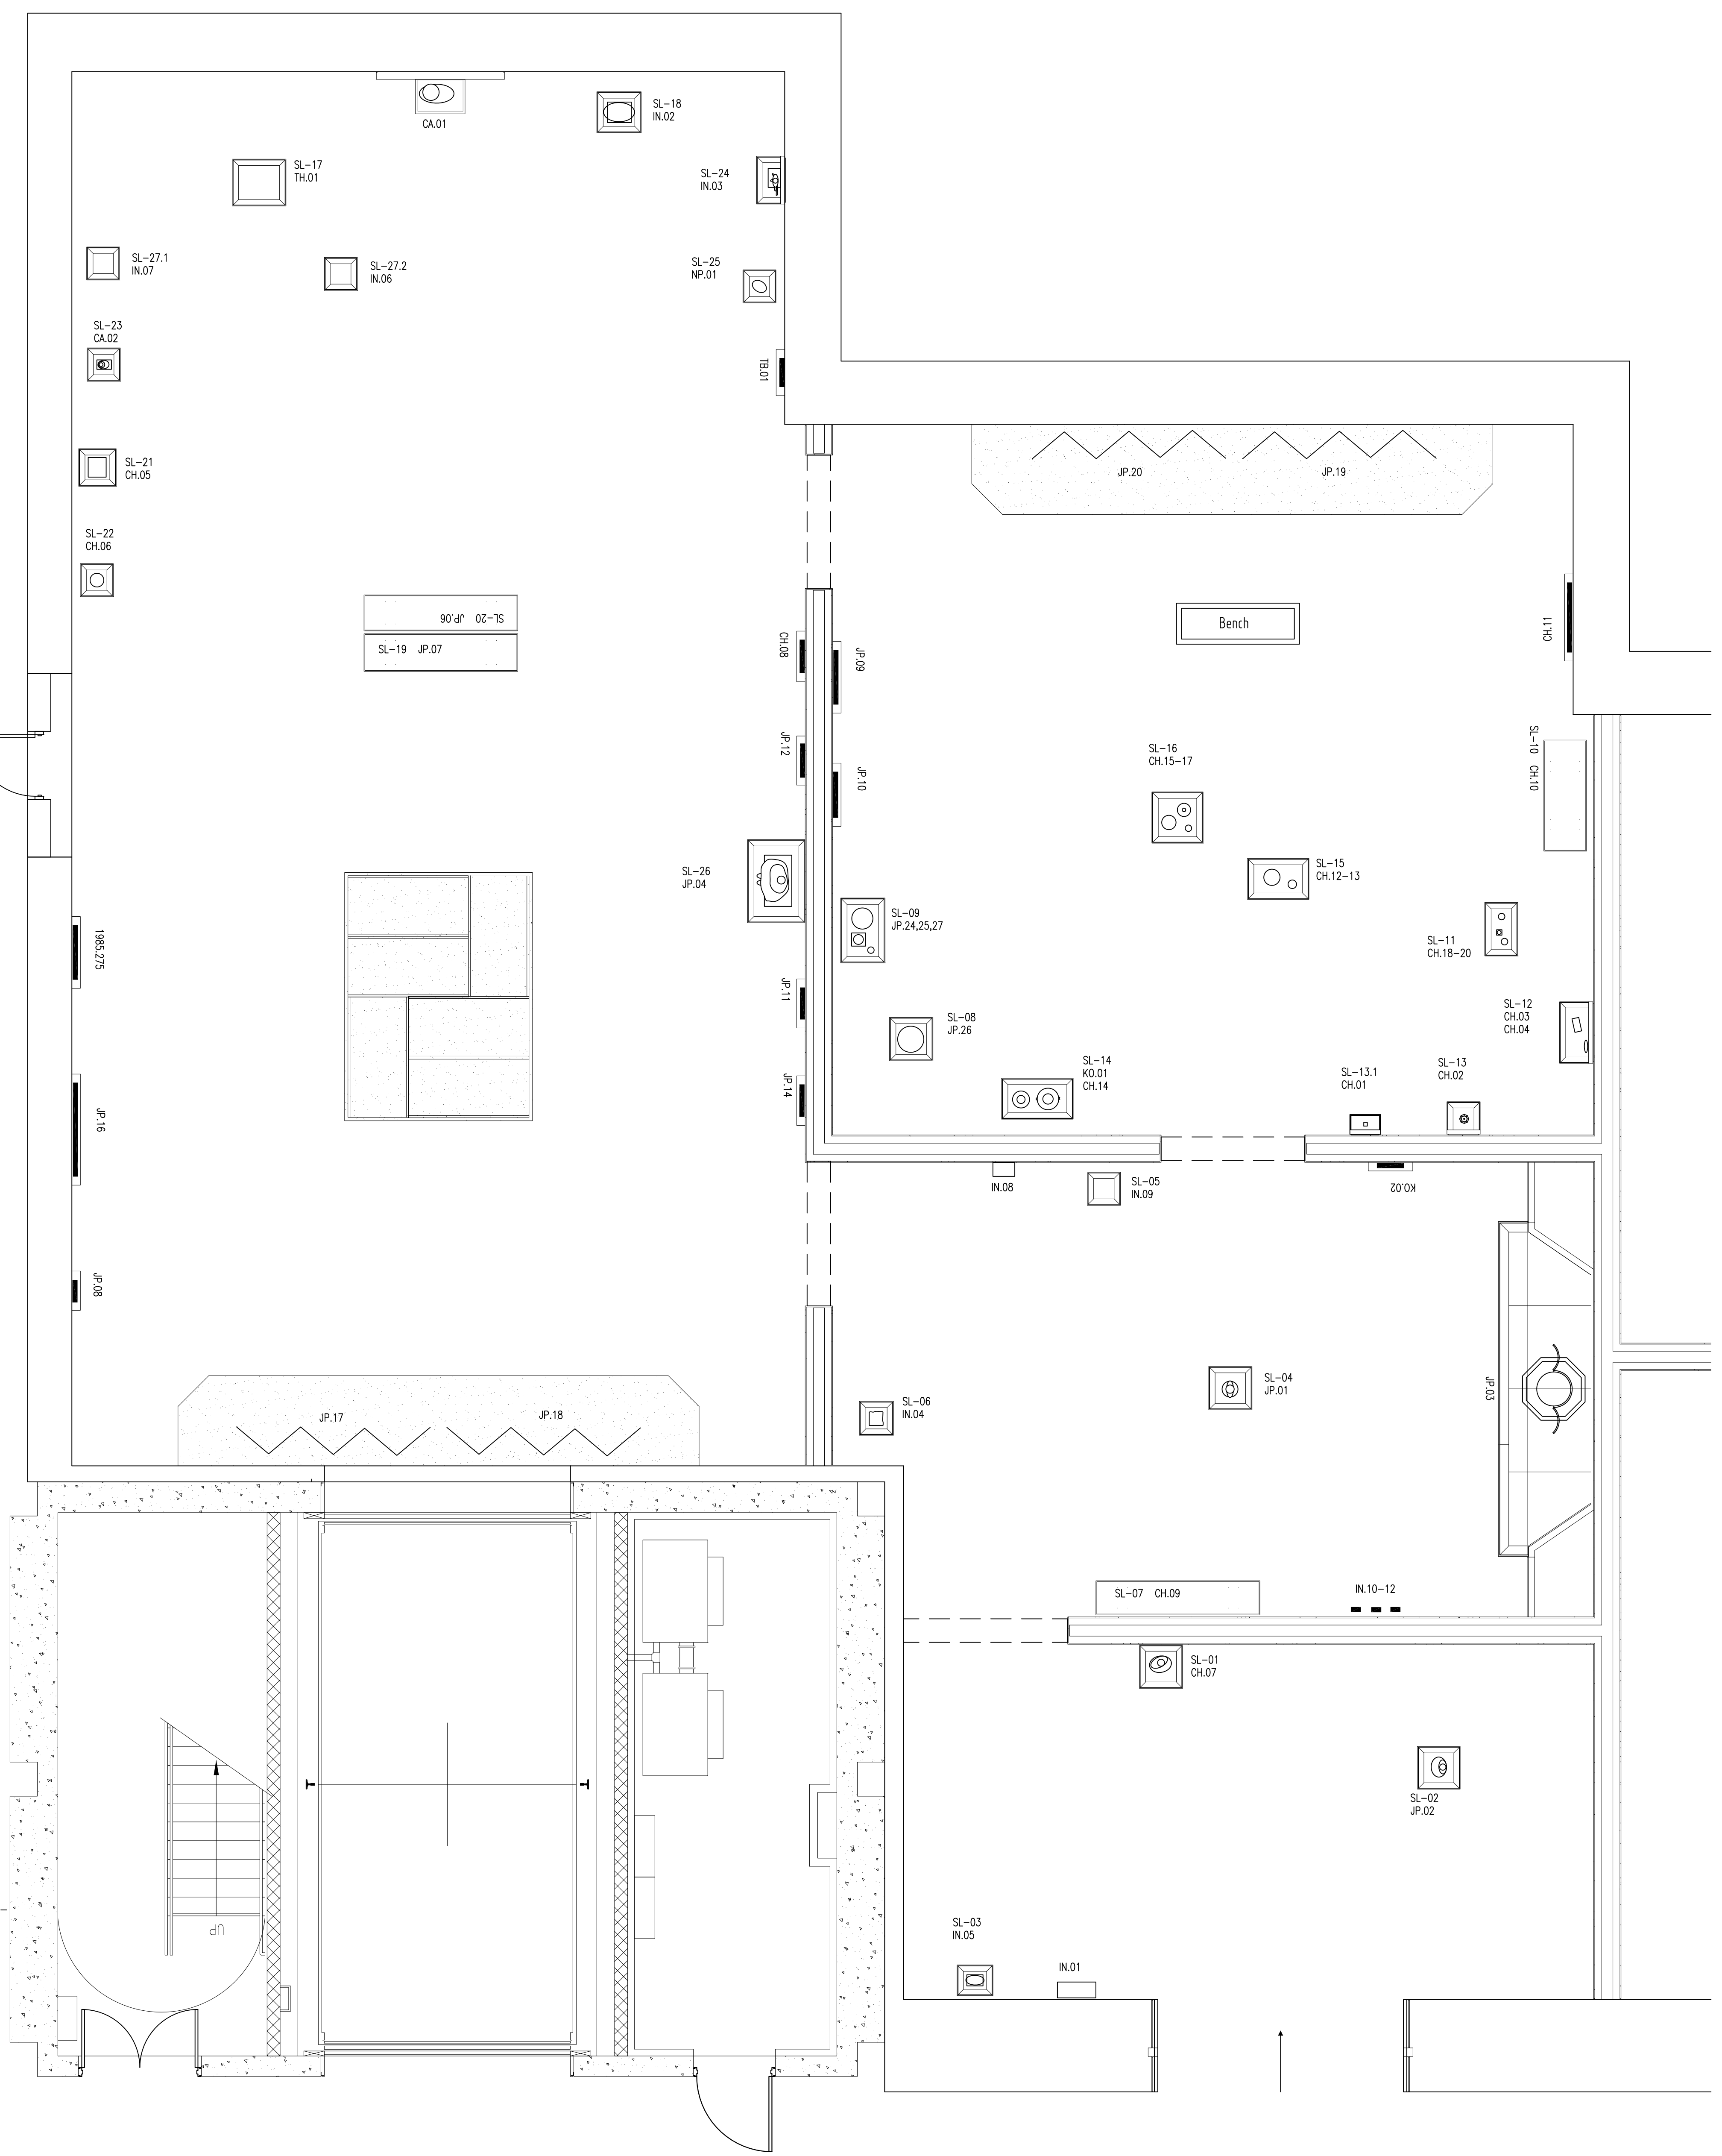 CA.01
SL-18
IN.02
SL-17
TH.01
SL-24
IN.03
SL-27.1
IN.07
SL-27.2
IN.06
SL-25
NP.01
SL-23
CA.02
TB.01
SL-21
CH.05
JP.20
JP.19
SL-22
CH.06
SL-20 JP.06
SL-19 JP.07
Bench
CH.11
CH.08
JP.09
JP.12
JP.10
SL-16
CH.15-17
SL-10 CH.10
SL-26
JP.04
SL-15
CH.12-13
SL-09
JP.24,25,27
SL-11
CH.18-20
1985.275
JP.11
SL-08
JP.26
SL-12
CH.03
CH.04
SL-14
KO.01
CH.14
SL-13.1
CH.01
SL-13
CH.02
JP.14
JP.16
IN.08
SL-05
IN.09
KO.02
JP.08
SL-04
JP.01
JP.03
SL-06
IN.04
JP.17
JP.18
SL-07 CH.09
IN.10-12
SL-01
CH.07
SL-02
JP.02
UP
SL-03
IN.05
IN.01